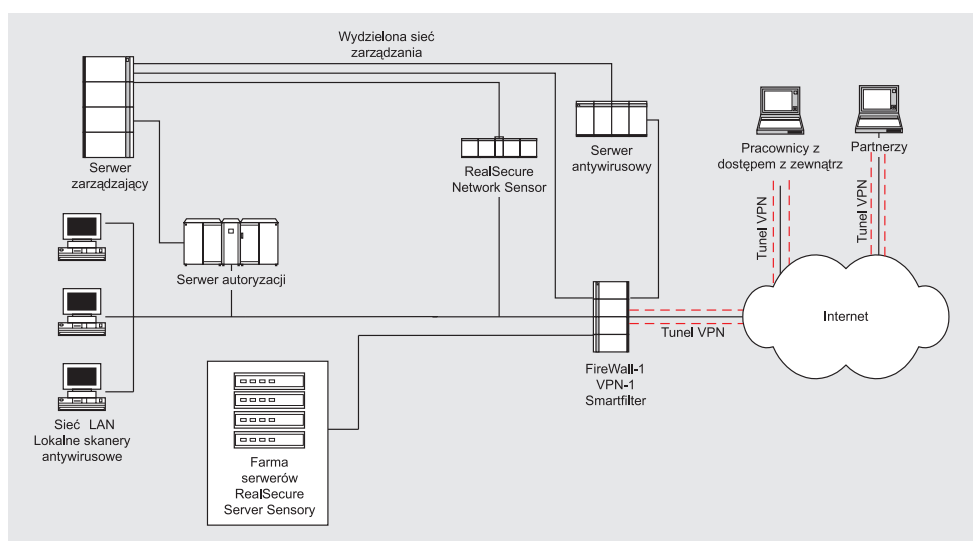 Wydzielona sieć
zarządzania
Serwer
zarządzający
RealSecure
Network Sensor
Serwer
antywirusowy
Pracownicy z
dostępem z zewnątrz
Partnerzy
Tunel VPN
Tunel VPN
Serwer autoryzacji
Internet
Tunel VPN
FireWall-1
VPN-1
Smartfilter
Sieć LAN
Lokalne skanery
antywirusowe
Farma
serwerów
RealSecure
Server Sensory